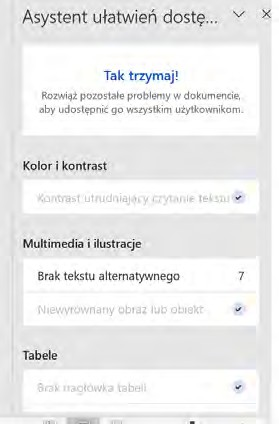 Asystent ułatwień dostę...
Tak trzymaj!
Rozwiąż pozostałe problemy w dokumencie,
aby udostępnić go wszystkim użytkownikom.
Kolor i kontrast
Kontrast utrudniający czytanie tekstu
Multimedia i ilustracje
Brak tekstu alternatywnego 7
Niewyrównany obraz lub obiekt
Tabele
Brak nagłówka tabeli